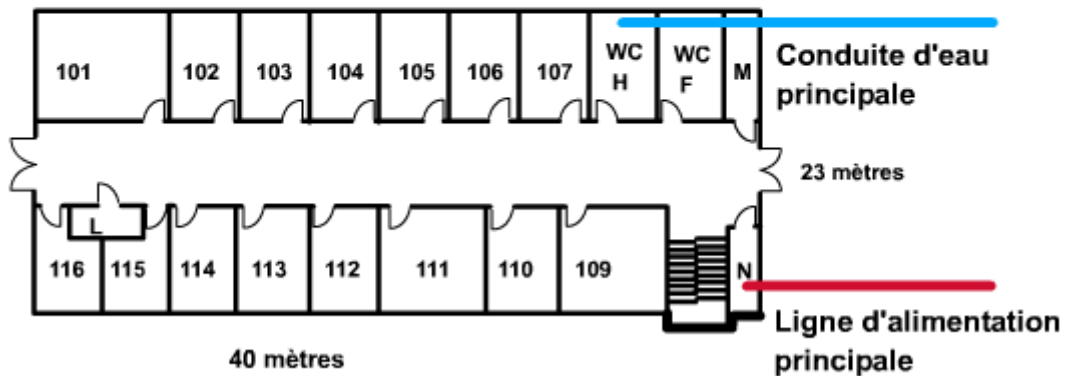 101
102
103
104
105
106
107
WC
H
WC
F
M
Conduite d'eau
principale
23 mètres
L
116
115
114
113
112
111
110
109
N
Ligne d'alimentation
principale
40 mètres